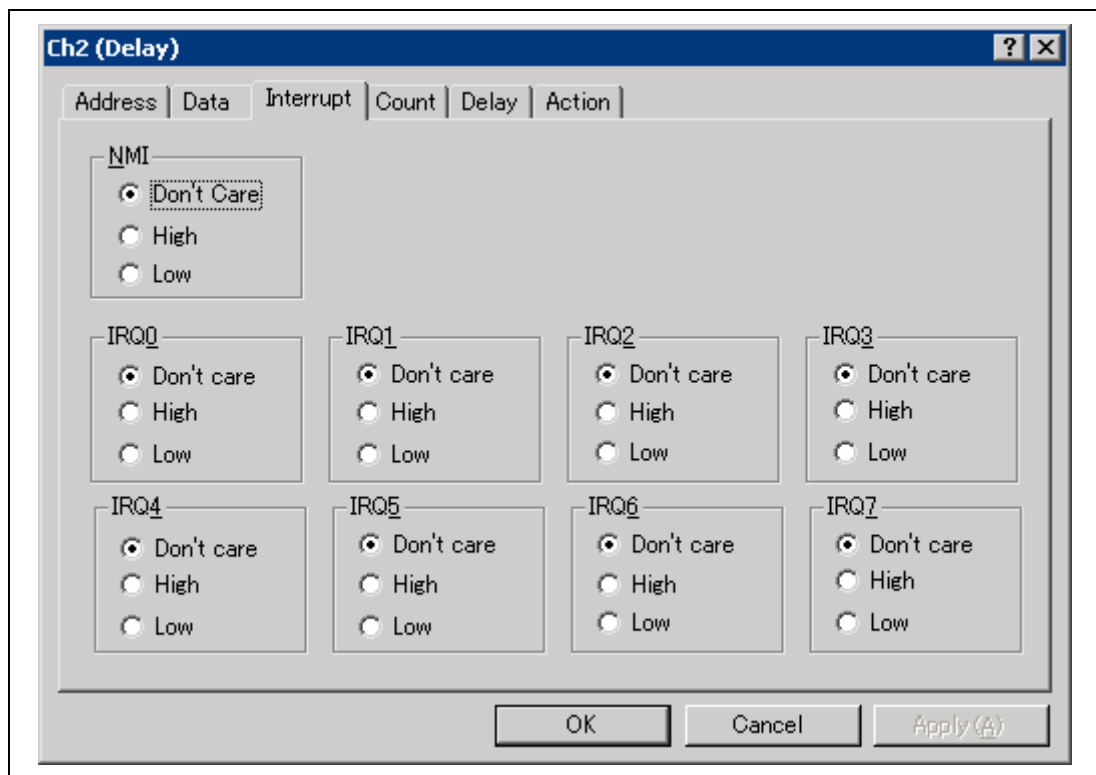 Ch2 (Delay)
Address Data Interrupt Count Delay Action
NMI
Don't Care
High
Low
IRQ0 IRQ1 IRQ2 IRQ3
Don't care Don't care Don't care Don't care
High High High High
Low Low Low Low
IRQ4 IRQ5 IRQ6 IRQ7
Don't care Don't care Don't care Don't care
High High High High
Low Low Low Low
OK Cancel Apply (A)